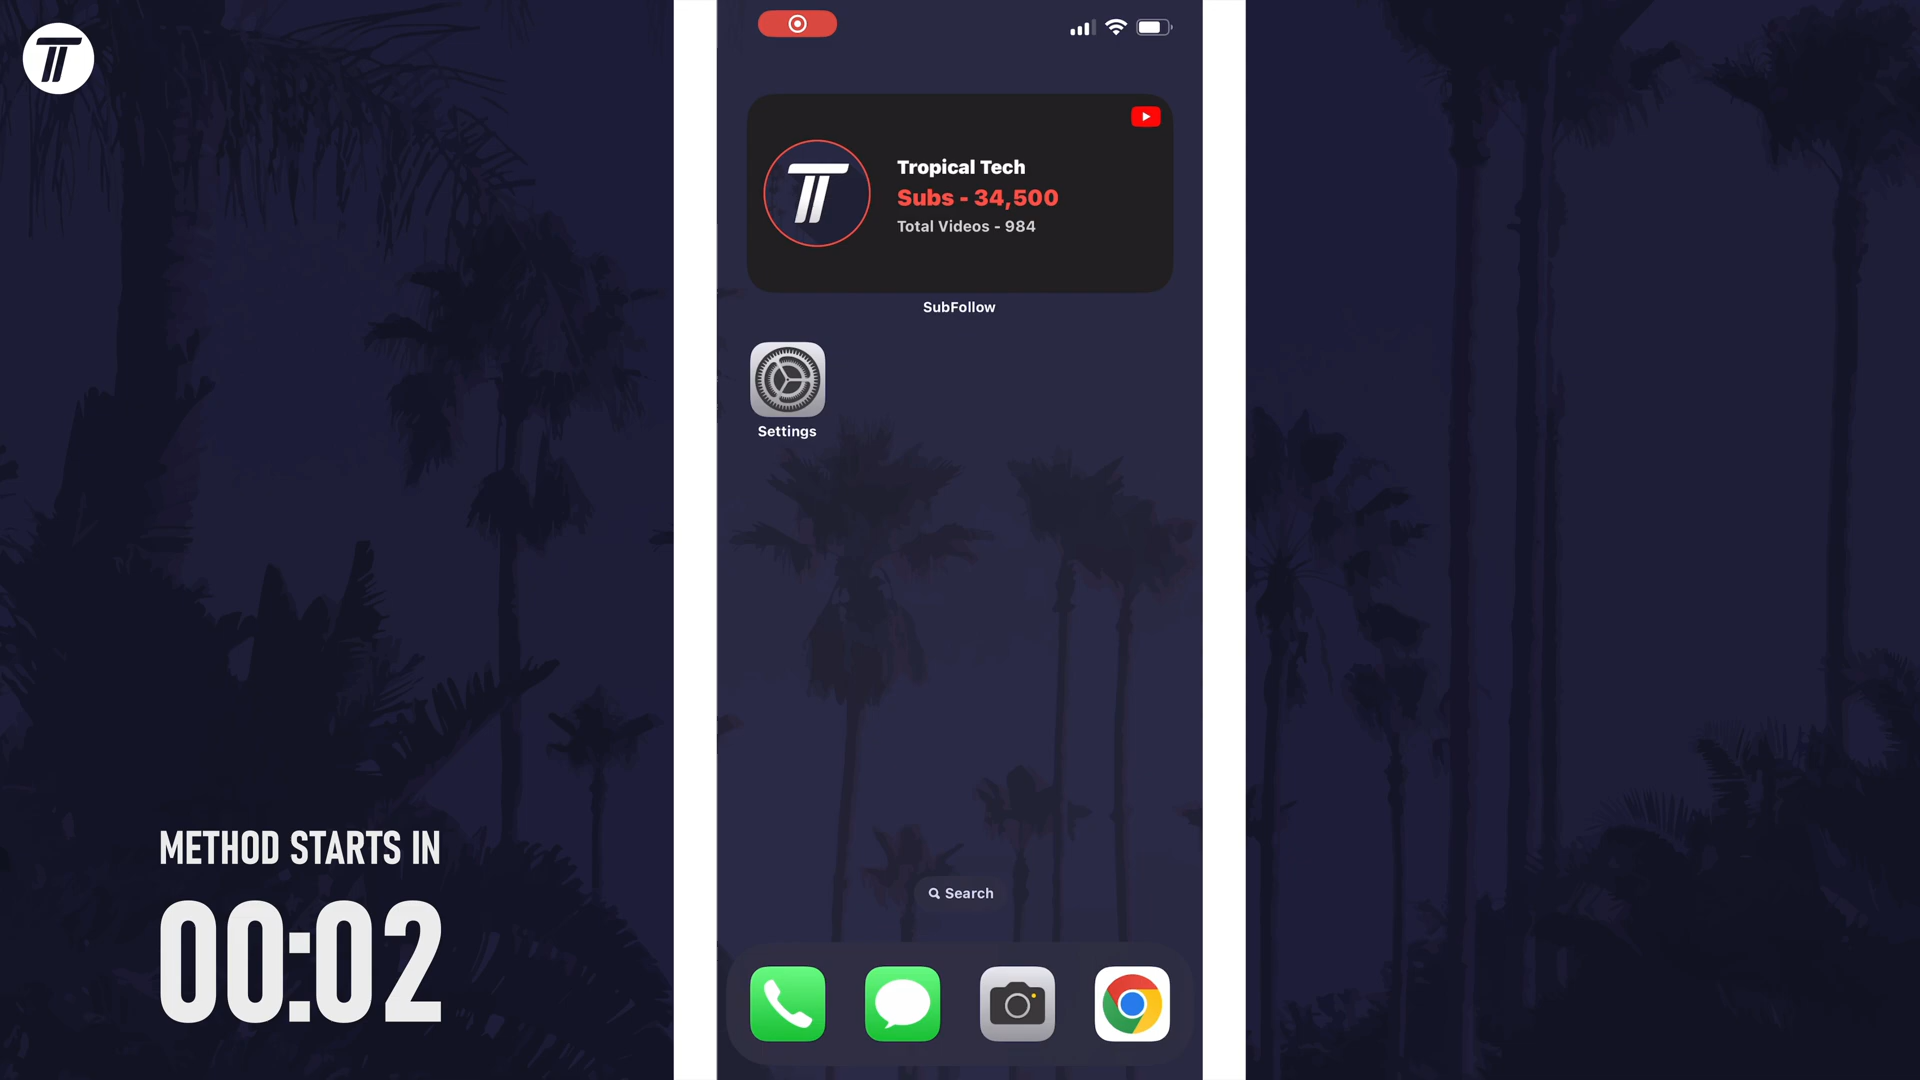 Tropical Tech
Subs - 34,500
Total Videos - 984
SubFollow
Settings
METHOD STARTS IN
00:02
Search